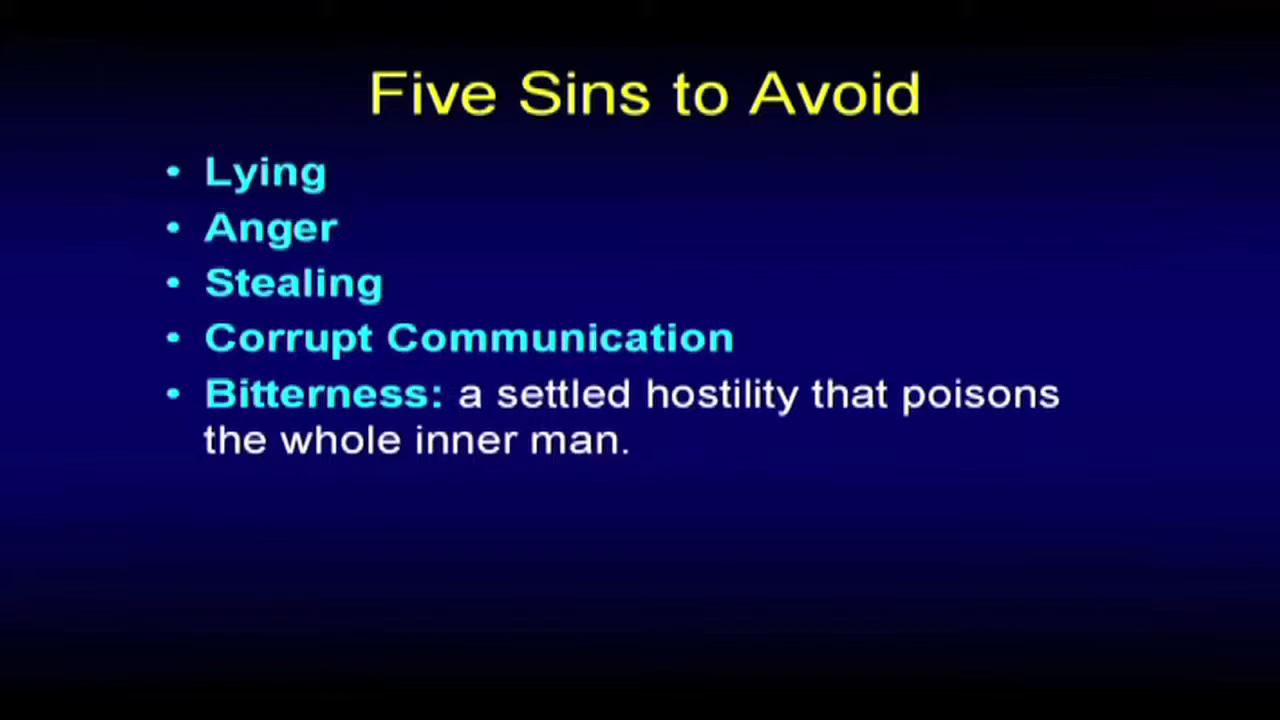 Five Sins to Avoid
• Lying
• Anger
• Stealing
• Corrupt Communication
• Bitterness: a settled hostility that poisons
the whole inner man.